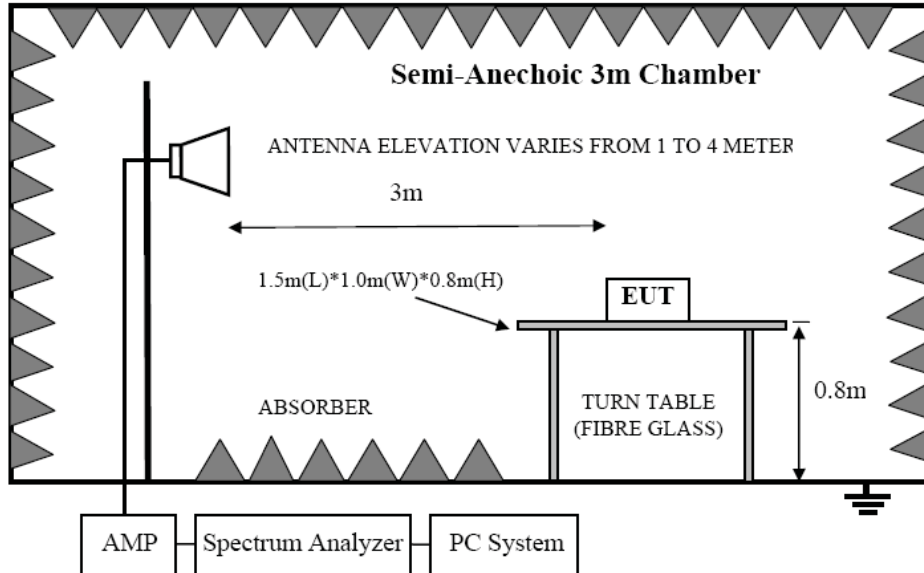 Semi-Anechoic 3m Chamber
ANTENNA ELEVATION VARIES FROM 1 TO 4 METER
3m
1.5m(L)*1.0m(W)*0.8m(H)
EUT
ABSORBER
TURN TABLE
(FIBRE GLASS)
0.8m
AMP
Spectrum Analyzer
PC System